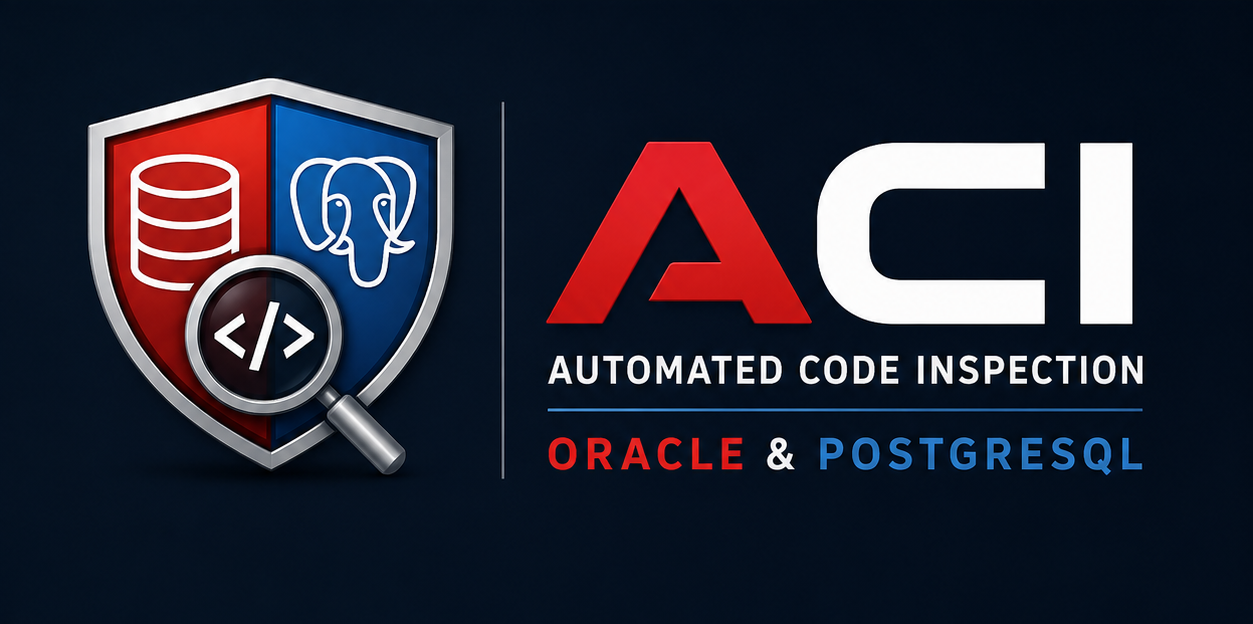 </>
ACI
AUTOMATED CODE INSPECTION
ORACLE & POSTGRESQL